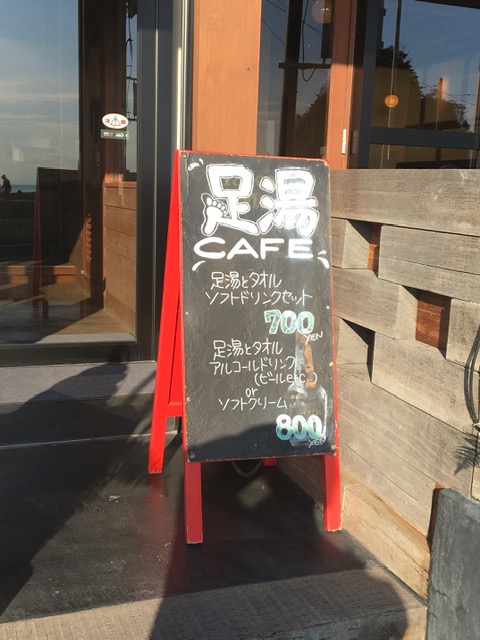 足湯
CAFE
足湯とタオル
ソフトドリンクセット
700
YEN
足湯とタオル
アルコールドリンク
(ビールetc.)
or
ソフトクリーム
800
YEN